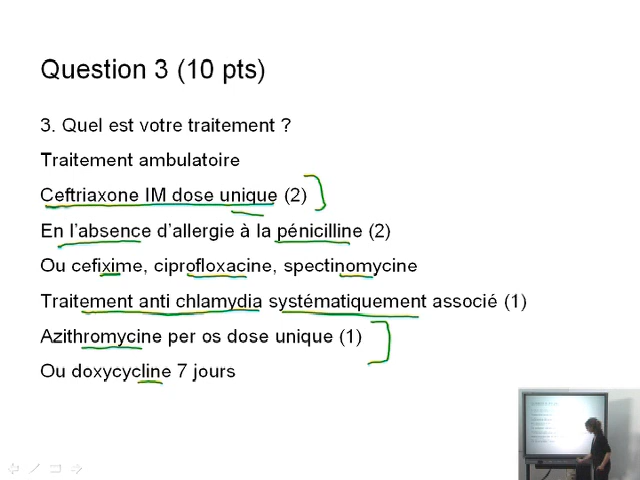 Question 3 (10 pts)
3. Quel est votre traitement ?
Traitement ambulatoire
Ceftriaxone IM dose unique (2)
En l'absence d'allergie à la pénicilline (2)
Ou cefixime, ciprofloxacine, spectinomycine
Traitement anti chlamydia systématiquement associé (1)
Azithromycine per os dose unique (1)
Ou doxycycline 7 jours